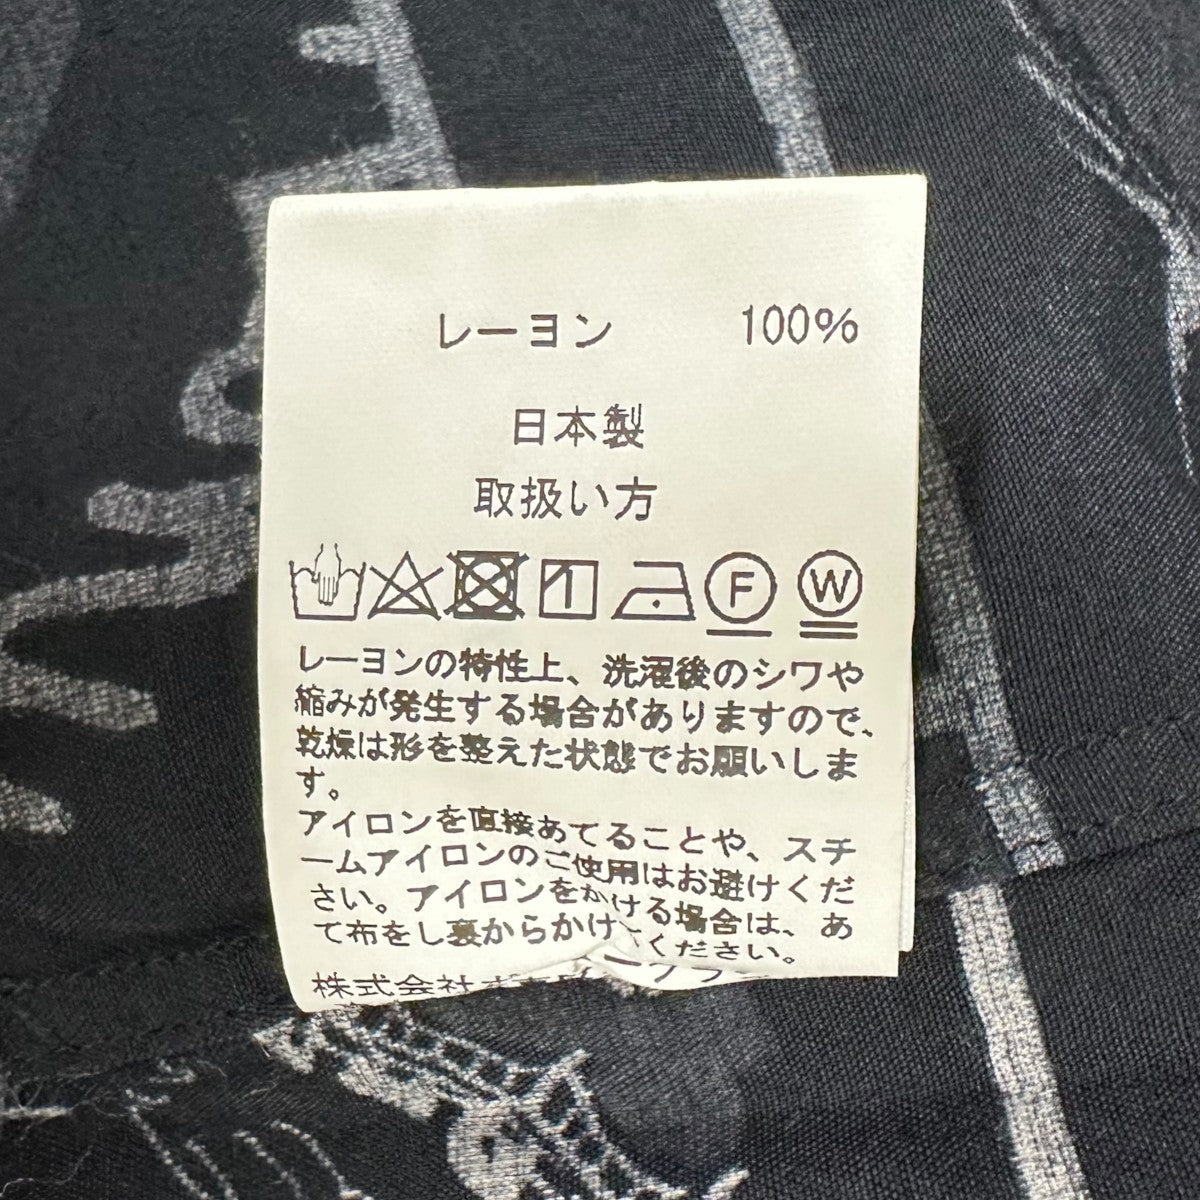 レーヨン 100%
日本製
取扱い方
F W
レーヨンの特性上、洗濯後のシワや
縮みが発生する場合がありますので、
乾燥は形を整えた状態でお願いしま
す。
アイロンを直接あてることや、スチ
ームアイロンのご使用はお避けくだ
さい。アイロンをかける場合は、あ
て布をし裏からかけてください。
株式会社